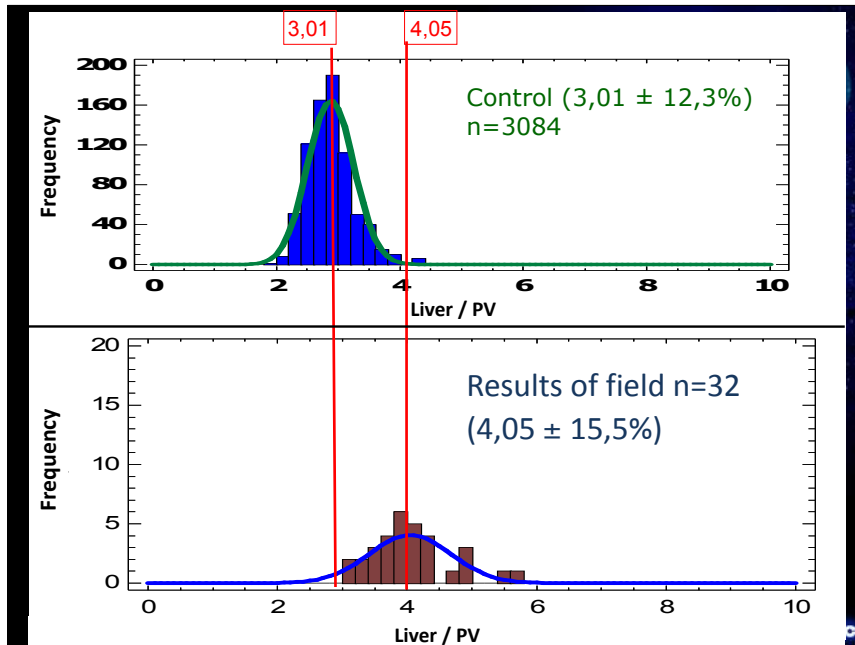 3,01 4,05
200
160
120
80
40
0
Frequency
Control (3,01 ± 12,3%)
n=3084
0 2 4 6 8 10
Liver / PV
20
15
10
5
0
Frequency
Results of field n=32
(4,05 ± 15,5%)
0 2 4 6 8 10
Liver / PV